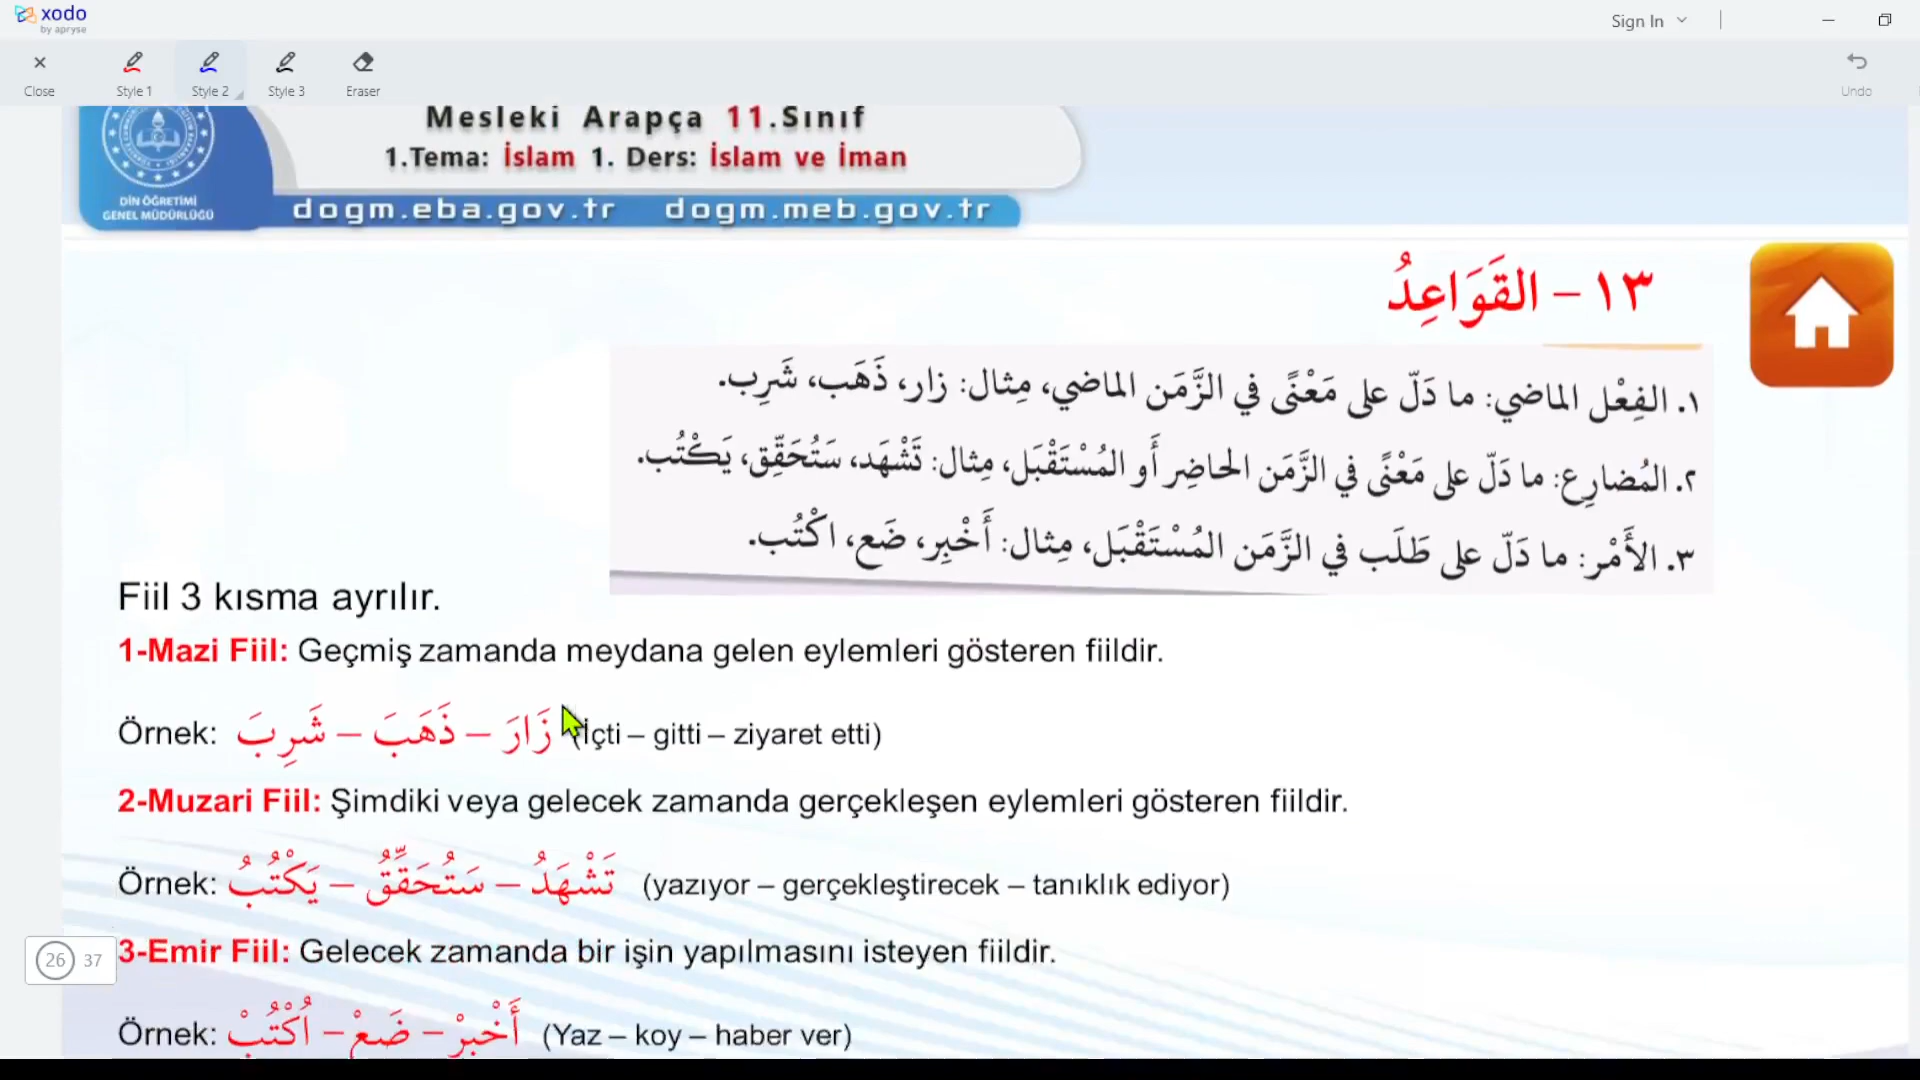 xodo
by apryse
Sign In
Close
Style 1
Style 2
Style 3
Eraser
Undo
Mesleki Arapça 11.Sınıf
1.Tema: İslam 1. Ders: İslam ve İman
DİN ÖĞRETİMİ
GENEL MÜDÜRLÜĞÜ
dogm.eba.gov.tr dogm.meb.gov.tr
١٣ – القَوَاعِدُ
١. الفِعْل الماضي: ما دَلّ على مَعْنًى في الزَّمَن الماضي، مِثال: زار، ذَهَب، شَرِب.
٢. المُضارِع: ما دَلّ على مَعْنًى في الزَّمَن الحاضِر أَو المُسْتَقْبَل، مِثال: تَشْهَد، سَتُحَقِّق، يَكْتُب.
٣. الأَمْر: ما دَلّ على طَلَب في الزَّمَن المُسْتَقْبَل، مِثال: أَخْبِر، ضَع، اكْتُب.
Fiil 3 kısma ayrılır.
1-Mazi Fiil: Geçmiş zamanda meydana gelen eylemleri gösteren fiildir.
Örnek: زَارَ – ذَهَبَ – شَرِبَ (İçti – gitti – ziyaret etti)
2-Muzari Fiil: Şimdiki veya gelecek zamanda gerçekleşen eylemleri gösteren fiildir.
Örnek: تَشْهَدُ – سَتُحَقِّقُ – يَكْتُبُ (yazıyor – gerçekleştirecek – tanıklık ediyor)
3-Emir Fiil: Gelecek zamanda bir işin yapılmasını isteyen fiildir.
Örnek: أَخْبِرْ – ضَعْ – اُكْتُبْ (Yaz – koy – haber ver)
26 37